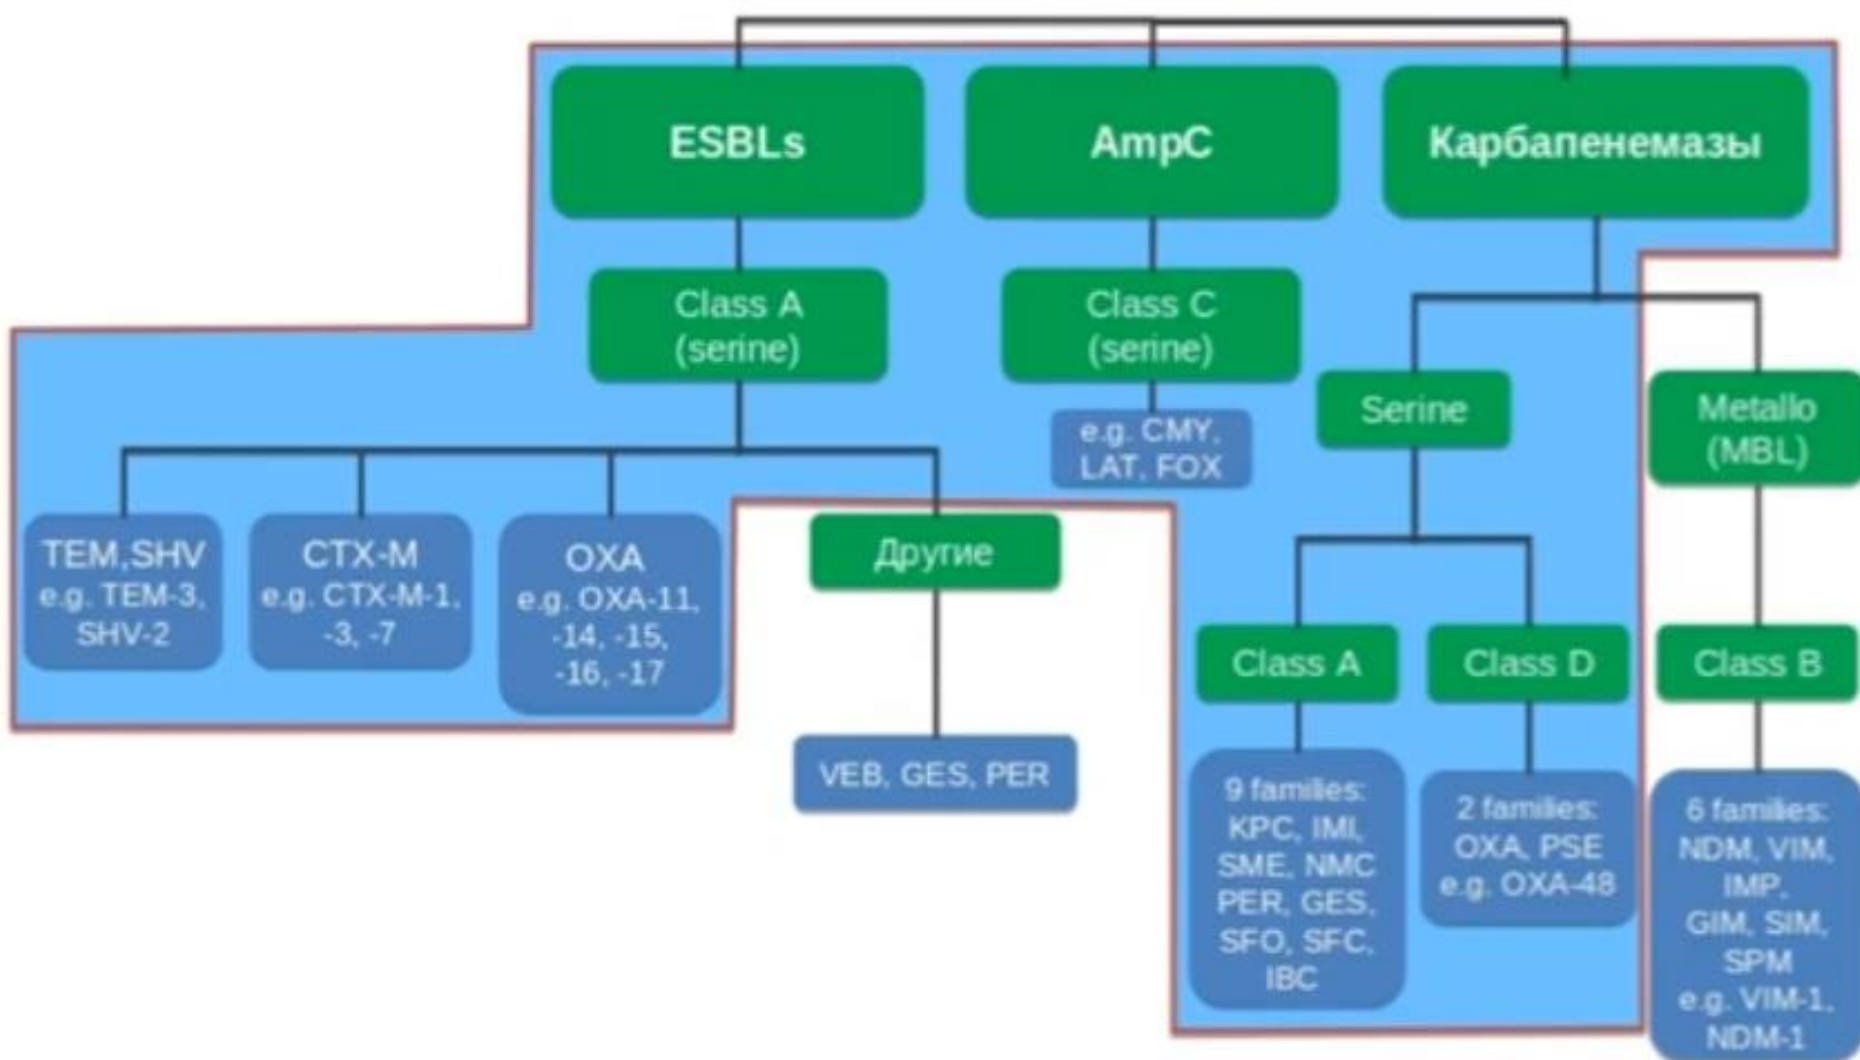 ESBLs
AmpC
Карбапенемазы
Class A
(serine)
Class C
(serine)
e.g. CMY,
LAT, FOX
Serine
Metallo
(MBL)
TEM,SHV
e.g. TEM-3,
SHV-2
CTX-M
e.g. CTX-M-1,
-3, -7
OXA
e.g. OXA-11,
-14, -15,
-16, -17
Другие
VEB, GES, PER
Class A
Class D
Class B
9 families:
KPC, IMI,
SME, NMC
PER, GES,
SFO, SFC,
IBC
2 families:
OXA, PSE
e.g. OXA-48
6 families:
NDM, VIM,
IMP,
GIM, SIM,
SPM
e.g. VIM-1,
NDM-1